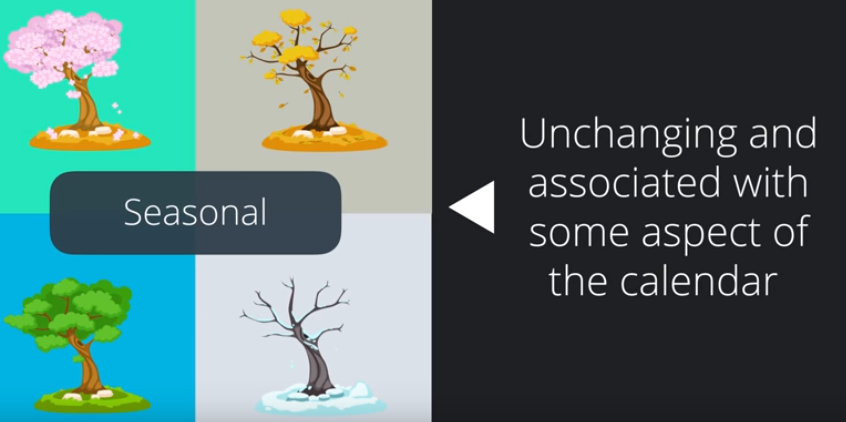 Seasonal
Unchanging and
associated with
some aspect of
the calendar